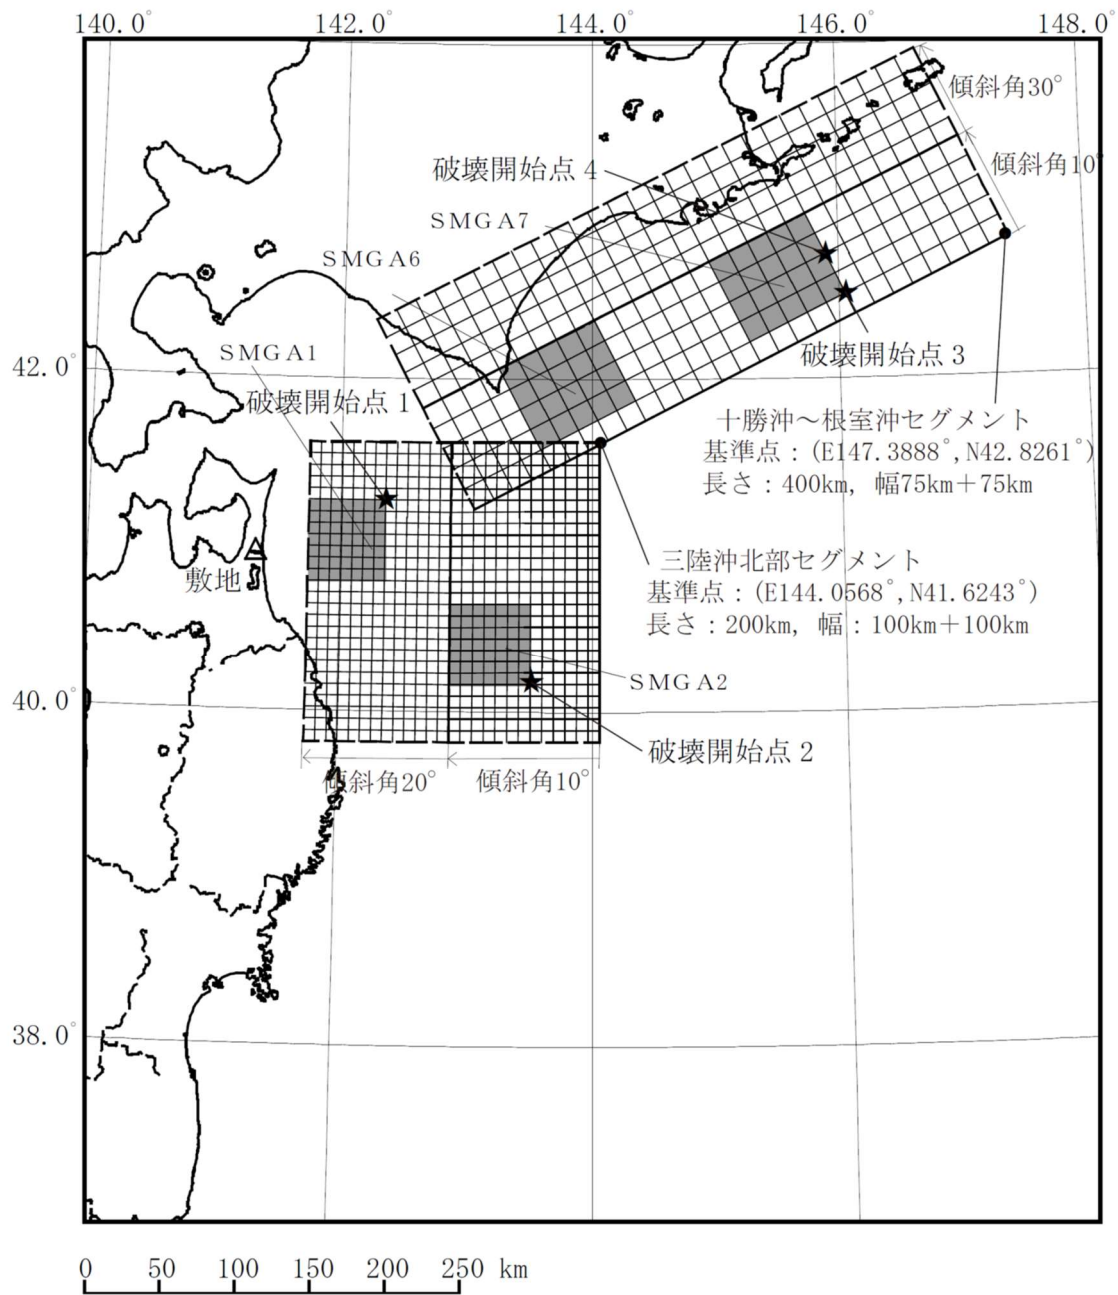 140.0°
142.0°
144.0°
146.0°
148.0°
傾斜角30°
傾斜角10°
破壊開始点4
SMGA7
SMGA6
42.0°
SMGA1
破壊開始点1
破壊開始点3
十勝沖～根室沖セグメント
基準点：(E147.3888°,N42.8261°)
長さ：400km, 幅75km＋75km
敷地
三陸沖北部セグメント
基準点：(E144.0568°,N41.6243°)
長さ：200km, 幅：100km＋100km
SMGA2
40.0°
破壊開始点2
傾斜角20°
傾斜角10°
38.0°
0 50 100 150 200 250 km